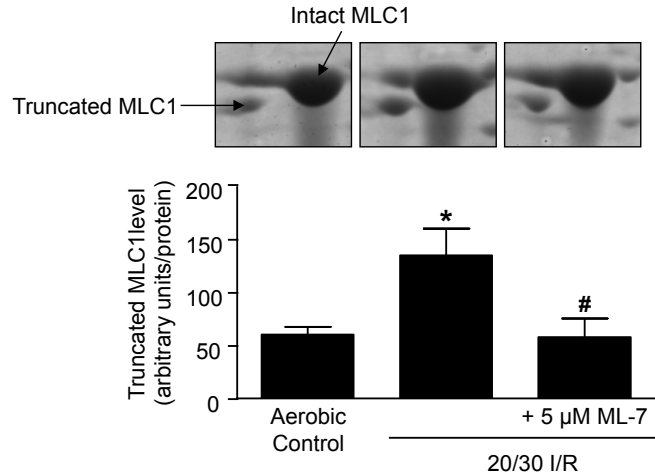 Intact MLC1
Truncated MLC1
Truncated MLC1level
(arbitrary units/protein)
200
150
100
50
0
*
#
Aerobic
Control
+ 5 µM ML-7
20/30 I/R